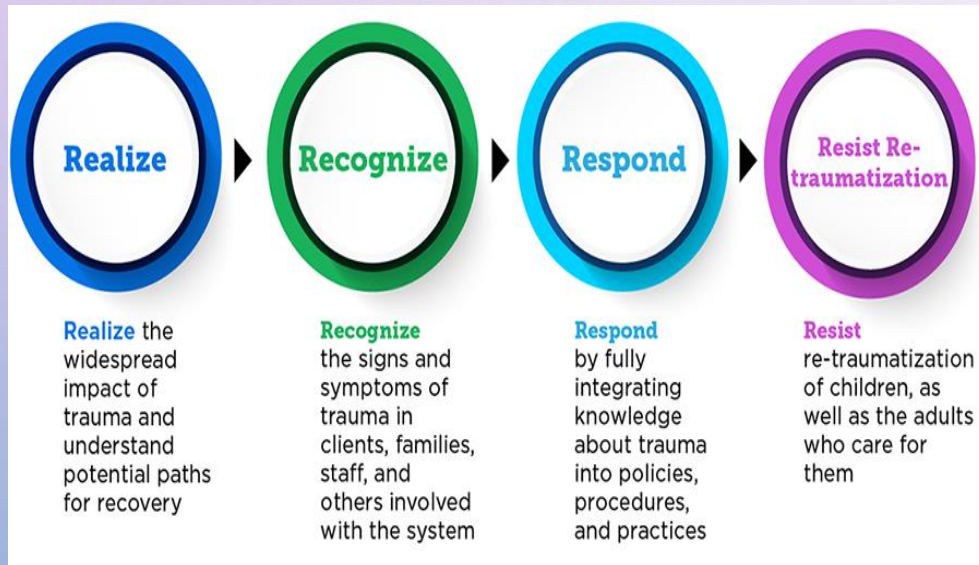 Realize
Recognize
Respond
Resist Re-
traumatization
Realize the
widespread
impact of
trauma and
understand
potential paths
for recovery
Recognize
the signs and
symptoms of
trauma in
clients, families,
staff, and
others involved
with the system
Respond
by fully
integrating
knowledge
about trauma
into policies,
procedures,
and practices
Resist
re-traumatization
of children, as
well as the adults
who care for
them